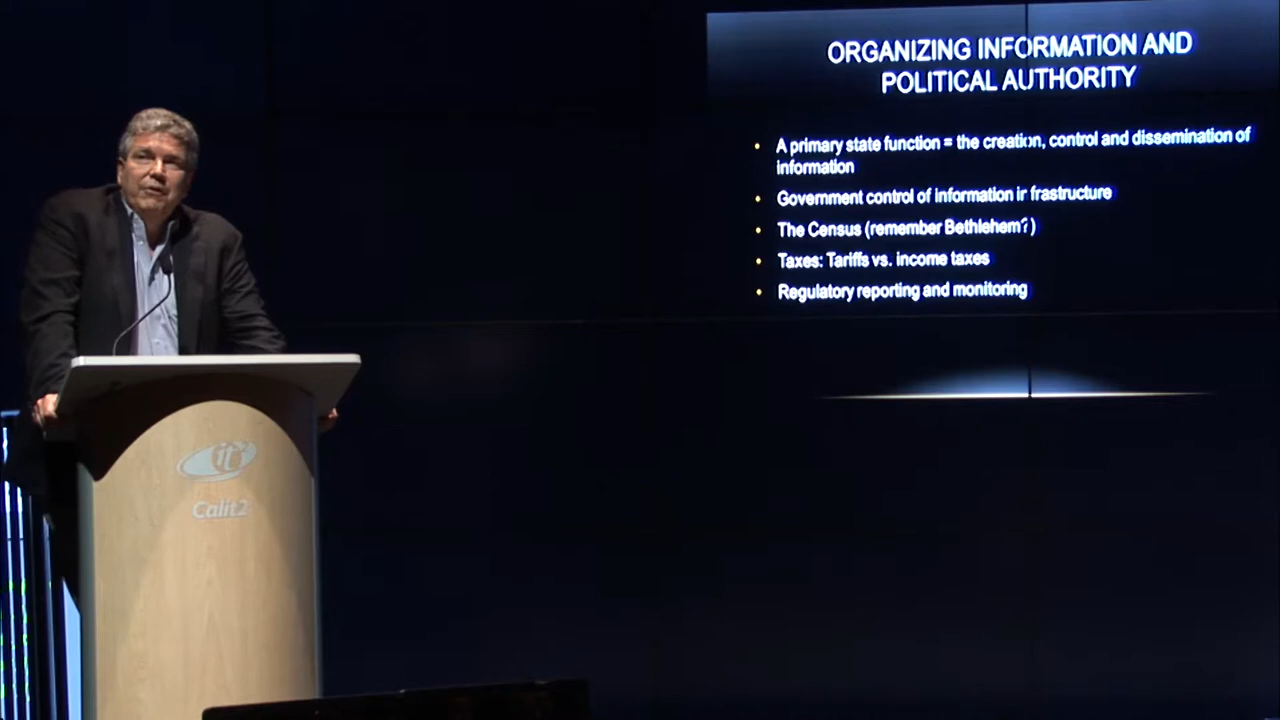 ORGANIZING INFORMATION AND
POLITICAL AUTHORITY
• A primary state function = the creation, control and dissemination of
information
• Government control of information infrastructure
• The Census (remember Bethlehem?)
• Taxes: Tariffs vs. income taxes
• Regulatory reporting and monitoring
it2
Calit2